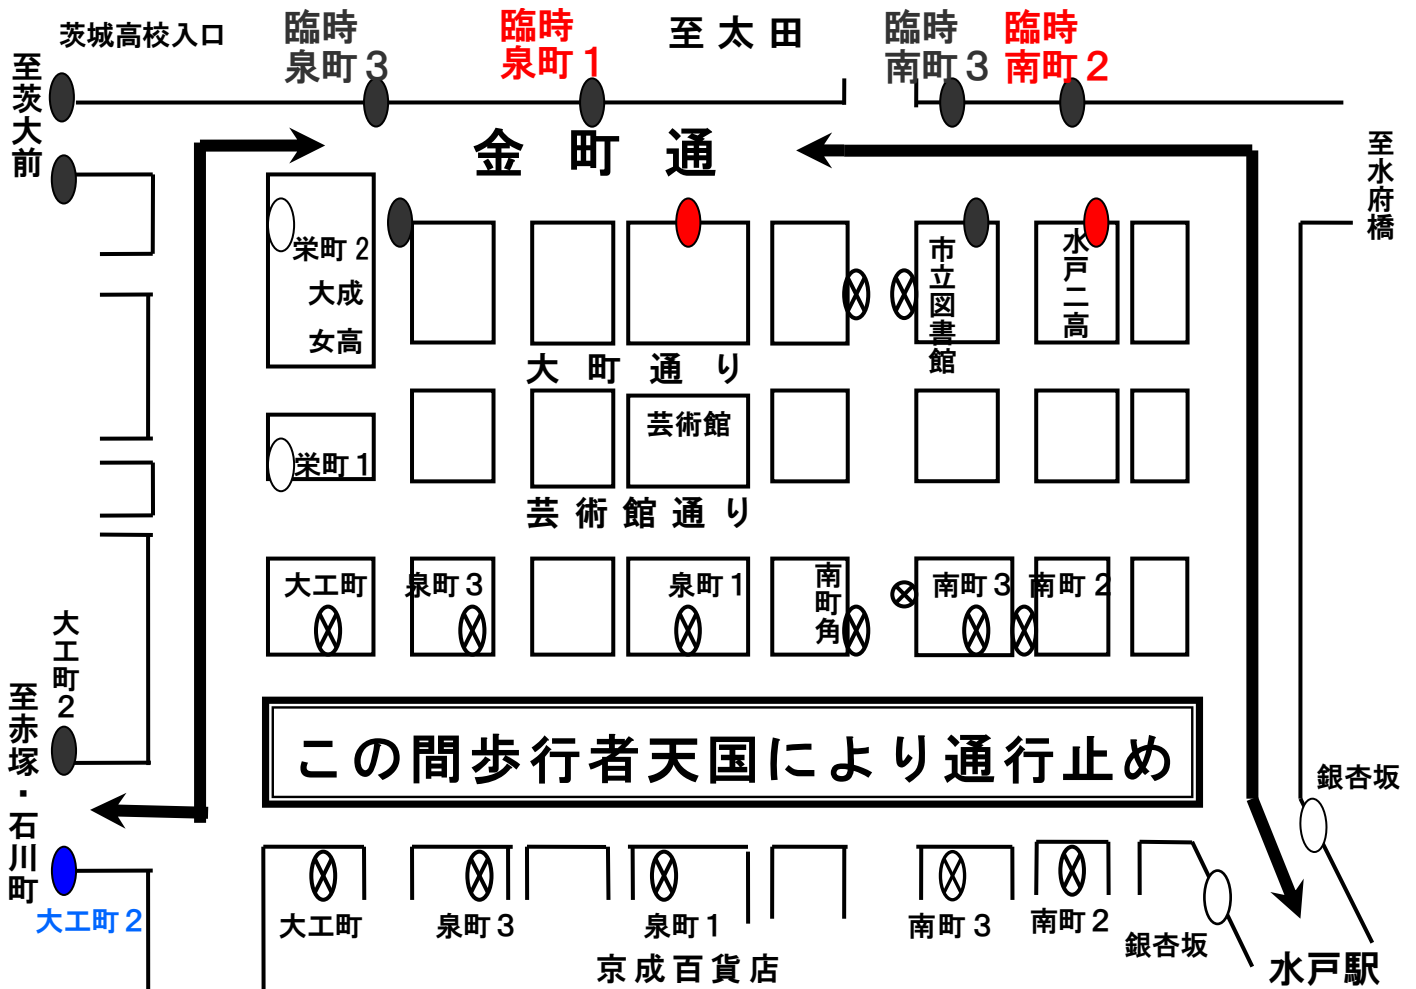 茨城高校入口
臨時
泉町３
臨時
泉町１
至太田
臨時
南町３
臨時
南町２
至茨大前
金町通
至水府橋
栄町２
大成
女高
市立図書館
水戸二高
大町通り
芸術館
栄町１
芸術館通り
大工町
泉町３
泉町１
南町角
南町３
南町２
大工町２
至赤塚・石川町
この間歩行者天国により通行止め
銀杏坂
大工町２
大工町
泉町３
泉町１
南町３
南町２
銀杏坂
京成百貨店
水戸駅